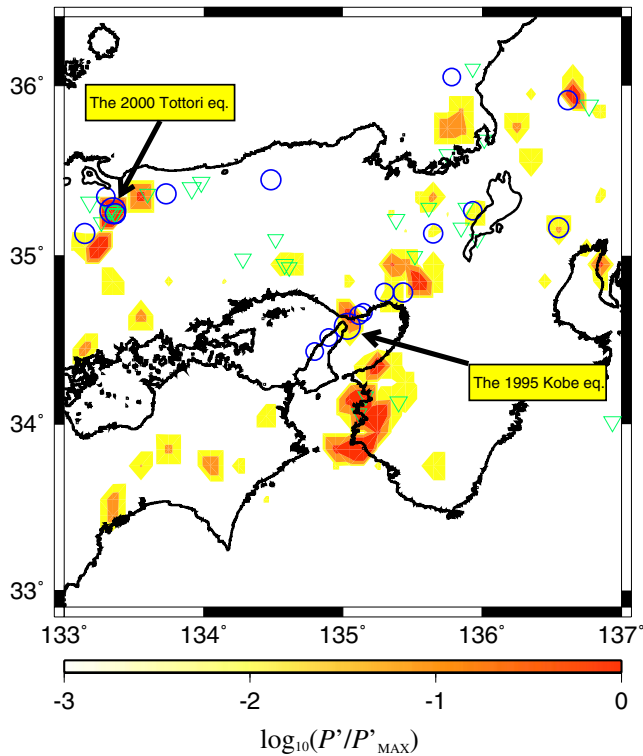 36°
The 2000 Tottori eq.
35°
The 1995 Kobe eq.
34°
33°
133° 134° 135° 136° 137°
-3 -2 -1 0
log₁₀(P'/P'MAX)